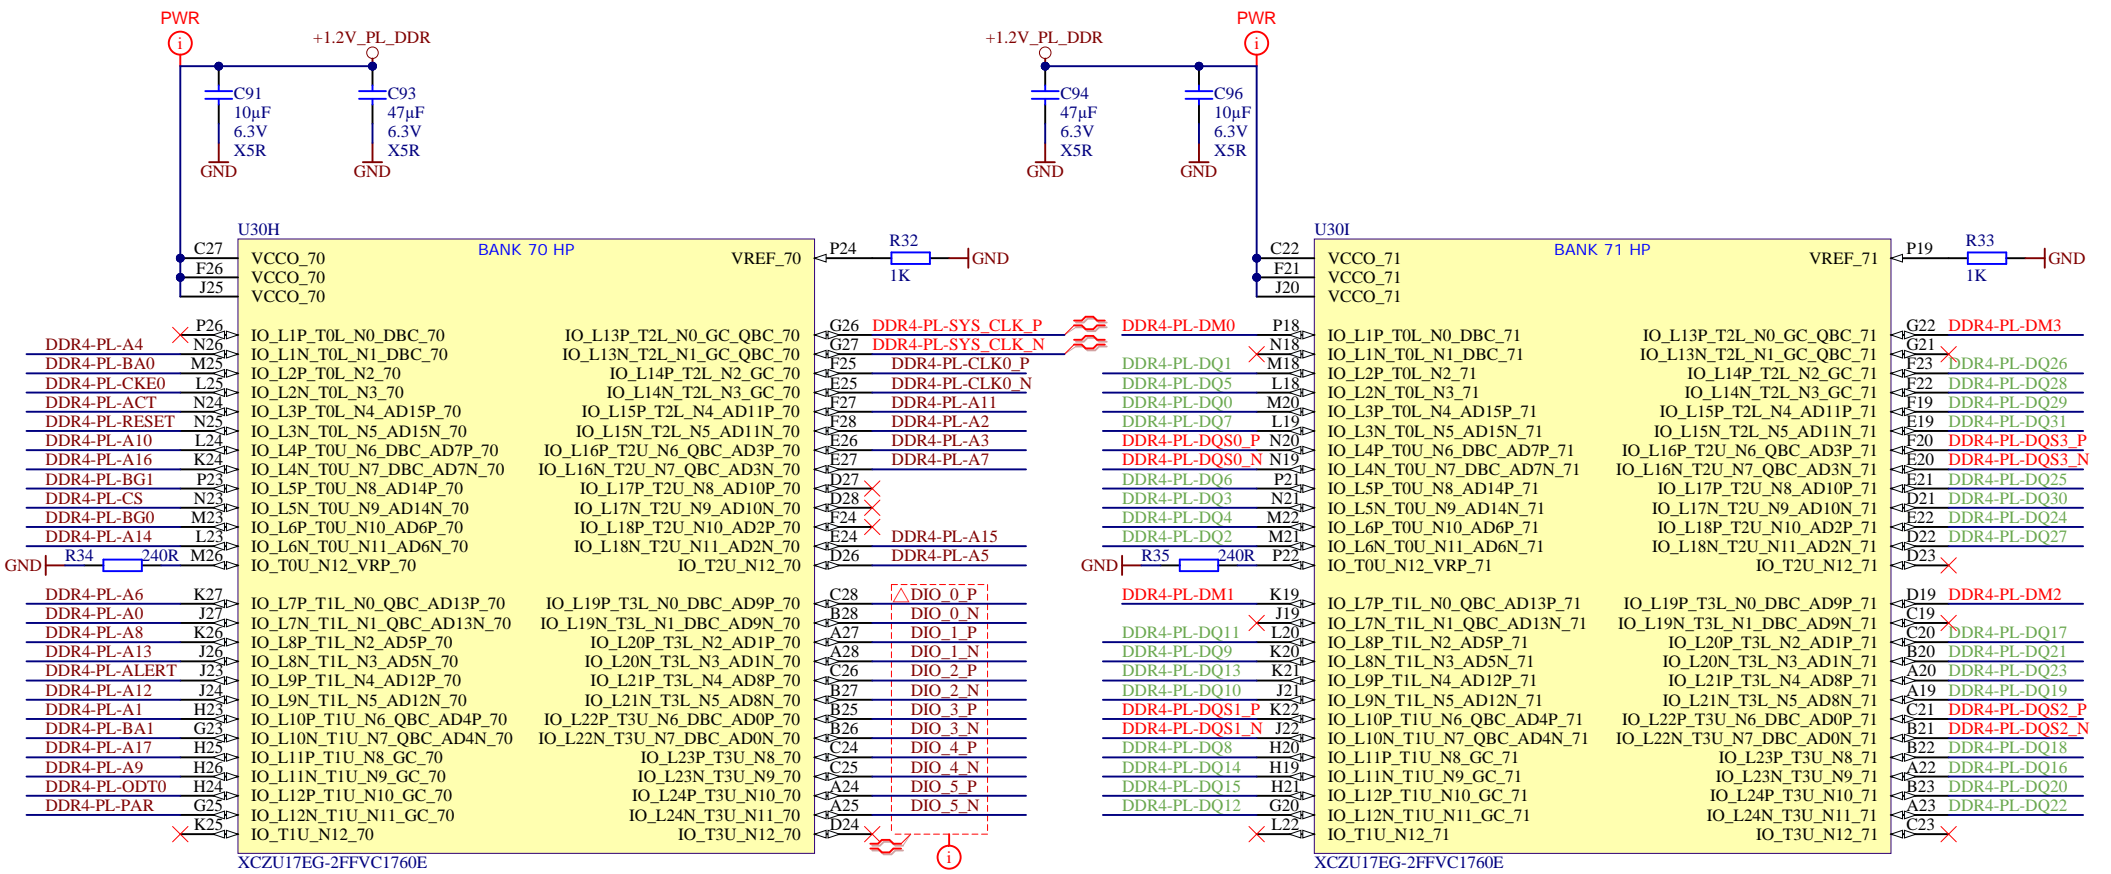 PWR
+1.2V_PL_DDR
C91
10µF
6.3V
X5R
GND
C93
47µF
6.3V
X5R
GND
+1.2V_PL_DDR
PWR
C94
47µF
6.3V
X5R
GND
C96
10µF
6.3V
X5R
GND
U30H
BANK 70 HP
C27 VCCO_70 VREF_70 P24 R32 1K GND
F26 VCCO_70
J25 VCCO_70
P26 IO_L1P_T0L_N0_DBC_70 IO_L13P_T2L_N0_GC_QBC_70 G26 DDR4-PL-SYS_CLK_P
DDR4-PL-A4 N26 IO_L1N_T0L_N1_DBC_70 IO_L13N_T2L_N1_GC_QBC_70 G27 DDR4-PL-SYS_CLK_N
DDR4-PL-BA0 M25 IO_L2P_T0L_N2_70 IO_L14P_T2L_N2_GC_70 F25 DDR4-PL-CLK0_P
DDR4-PL-CKE0 L25 IO_L2N_T0L_N3_70 IO_L14N_T2L_N3_GC_70 E25 DDR4-PL-CLK0_N
DDR4-PL-ACT N24 IO_L3P_T0L_N4_AD15P_70 IO_L15P_T2L_N4_AD11P_70 F27 DDR4-PL-A11
DDR4-PL-RESET N25 IO_L3N_T0L_N5_AD15N_70 IO_L15N_T2L_N5_AD11N_70 F28 DDR4-PL-A2
DDR4-PL-A10 L24 IO_L4P_T0U_N6_DBC_AD7P_70 IO_L16P_T2U_N6_QBC_AD3P_70 E26 DDR4-PL-A3
DDR4-PL-A16 K24 IO_L4N_T0U_N7_DBC_AD7N_70 IO_L16N_T2U_N7_QBC_AD3N_70 E27 DDR4-PL-A7
DDR4-PL-BG1 P23 IO_L5P_T0U_N8_AD14P_70 IO_L17P_T2U_N8_AD10P_70 D27
DDR4-PL-CS N23 IO_L5N_T0U_N9_AD14N_70 IO_L17N_T2U_N9_AD10N_70 D28
DDR4-PL-BG0 M23 IO_L6P_T0U_N10_AD6P_70 IO_L18P_T2U_N10_AD2P_70 F24
DDR4-PL-A14 L23 IO_L6N_T0U_N11_AD6N_70 IO_L18N_T2U_N11_AD2N_70 E24 DDR4-PL-A15
GND R34 240R M26 IO_T0U_N12_VRP_70 IO_T2U_N12_70 D26 DDR4-PL-A5
DDR4-PL-A6 K27 IO_L7P_T1L_N0_QBC_AD13P_70 IO_L19P_T3L_N0_DBC_AD9P_70 C28 DIO_0_P
DDR4-PL-A0 J27 IO_L7N_T1L_N1_QBC_AD13N_70 IO_L19N_T3L_N1_DBC_AD9N_70 B28 DIO_0_N
DDR4-PL-A8 K26 IO_L8P_T1L_N2_AD5P_70 IO_L20P_T3L_N2_AD1P_70 A27 DIO_1_P
DDR4-PL-A13 J26 IO_L8N_T1L_N3_AD5N_70 IO_L20N_T3L_N3_AD1N_70 A28 DIO_1_N
DDR4-PL-ALERT J23 IO_L9P_T1L_N4_AD12P_70 IO_L21P_T3L_N4_AD8P_70 C26 DIO_2_P
DDR4-PL-A12 J24 IO_L9N_T1L_N5_AD12N_70 IO_L21N_T3L_N5_AD8N_70 B27 DIO_2_N
DDR4-PL-A1 H23 IO_L10P_T1U_N6_QBC_AD4P_70 IO_L22P_T3U_N6_DBC_AD0P_70 B25 DIO_3_P
DDR4-PL-BA1 G23 IO_L10N_T1U_N7_QBC_AD4N_70 IO_L22N_T3U_N7_DBC_AD0N_70 B26 DIO_3_N
DDR4-PL-A17 H25 IO_L11P_T1U_N8_GC_70 IO_L23P_T3U_N8_70 C24 DIO_4_P
DDR4-PL-A9 H26 IO_L11N_T1U_N9_GC_70 IO_L23N_T3U_N9_70 C25 DIO_4_N
DDR4-PL-ODT0 H24 IO_L12P_T1U_N10_GC_70 IO_L24P_T3U_N10_70 A24 DIO_5_P
DDR4-PL-PAR G25 IO_L12N_T1U_N11_GC_70 IO_L24N_T3U_N11_70 A25 DIO_5_N
K25 IO_T1U_N12_70 IO_T3U_N12_70 D24
i
XCZU17EG-2FFVC1760E
U30I
BANK 71 HP
C22 VCCO_71 VREF_71 P19 R33 1K GND
F21 VCCO_71
J20 VCCO_71
DDR4-PL-DM0 P18 IO_L1P_T0L_N0_DBC_71 IO_L13P_T2L_N0_GC_QBC_71 G22 DDR4-PL-DM3
N18 IO_L1N_T0L_N1_DBC_71 IO_L13N_T2L_N1_GC_QBC_71 G21
DDR4-PL-DQ1 M18 IO_L2P_T0L_N2_71 IO_L14P_T2L_N2_GC_71 F23 DDR4-PL-DQ26
DDR4-PL-DQ5 L18 IO_L2N_T0L_N3_71 IO_L14N_T2L_N3_GC_71 F22 DDR4-PL-DQ28
DDR4-PL-DQ0 M20 IO_L3P_T0L_N4_AD15P_71 IO_L15P_T2L_N4_AD11P_71 F19 DDR4-PL-DQ29
DDR4-PL-DQ7 L19 IO_L3N_T0L_N5_AD15N_71 IO_L15N_T2L_N5_AD11N_71 E19 DDR4-PL-DQ31
DDR4-PL-DQS0_P N20 IO_L4P_T0U_N6_DBC_AD7P_71 IO_L16P_T2U_N6_QBC_AD3P_71 F20 DDR4-PL-DQS3_P
DDR4-PL-DQS0_N N19 IO_L4N_T0U_N7_DBC_AD7N_71 IO_L16N_T2U_N7_QBC_AD3N_71 E20 DDR4-PL-DQS3_N
DDR4-PL-DQ6 P21 IO_L5P_T0U_N8_AD14P_71 IO_L17P_T2U_N8_AD10P_71 E21 DDR4-PL-DQ25
DDR4-PL-DQ3 N21 IO_L5N_T0U_N9_AD14N_71 IO_L17N_T2U_N9_AD10N_71 D21 DDR4-PL-DQ30
DDR4-PL-DQ4 M22 IO_L6P_T0U_N10_AD6P_71 IO_L18P_T2U_N10_AD2P_71 E22 DDR4-PL-DQ24
DDR4-PL-DQ2 M21 IO_L6N_T0U_N11_AD6N_71 IO_L18N_T2U_N11_AD2N_71 D22 DDR4-PL-DQ27
GND R35 240R P22 IO_T0U_N12_VRP_71 IO_T2U_N12_71 D23
DDR4-PL-DM1 K19 IO_L7P_T1L_N0_QBC_AD13P_71 IO_L19P_T3L_N0_DBC_AD9P_71 D19 DDR4-PL-DM2
J19 IO_L7N_T1L_N1_QBC_AD13N_71 IO_L19N_T3L_N1_DBC_AD9N_71 C19
DDR4-PL-DQ11 L20 IO_L8P_T1L_N2_AD5P_71 IO_L20P_T3L_N2_AD1P_71 C20 DDR4-PL-DQ17
DDR4-PL-DQ9 K20 IO_L8N_T1L_N3_AD5N_71 IO_L20N_T3L_N3_AD1N_71 B20 DDR4-PL-DQ21
DDR4-PL-DQ13 K21 IO_L9P_T1L_N4_AD12P_71 IO_L21P_T3L_N4_AD8P_71 A20 DDR4-PL-DQ23
DDR4-PL-DQ10 J21 IO_L9N_T1L_N5_AD12N_71 IO_L21N_T3L_N5_AD8N_71 A19 DDR4-PL-DQ19
DDR4-PL-DQS1_P K22 IO_L10P_T1U_N6_QBC_AD4P_71 IO_L22P_T3U_N6_DBC_AD0P_71 C21 DDR4-PL-DQS2_P
DDR4-PL-DQS1_N J22 IO_L10N_T1U_N7_QBC_AD4N_71 IO_L22N_T3U_N7_DBC_AD0N_71 B21 DDR4-PL-DQS2_N
DDR4-PL-DQ8 H20 IO_L11P_T1U_N8_GC_71 IO_L23P_T3U_N8_71 B22 DDR4-PL-DQ18
DDR4-PL-DQ14 H19 IO_L11N_T1U_N9_GC_71 IO_L23N_T3U_N9_71 A22 DDR4-PL-DQ16
DDR4-PL-DQ15 H21 IO_L12P_T1U_N10_GC_71 IO_L24P_T3U_N10_71 B23 DDR4-PL-DQ20
DDR4-PL-DQ12 G20 IO_L12N_T1U_N11_GC_71 IO_L24N_T3U_N11_71 A23 DDR4-PL-DQ22
L22 IO_T1U_N12_71 IO_T3U_N12_71 C23
XCZU17EG-2FFVC1760E